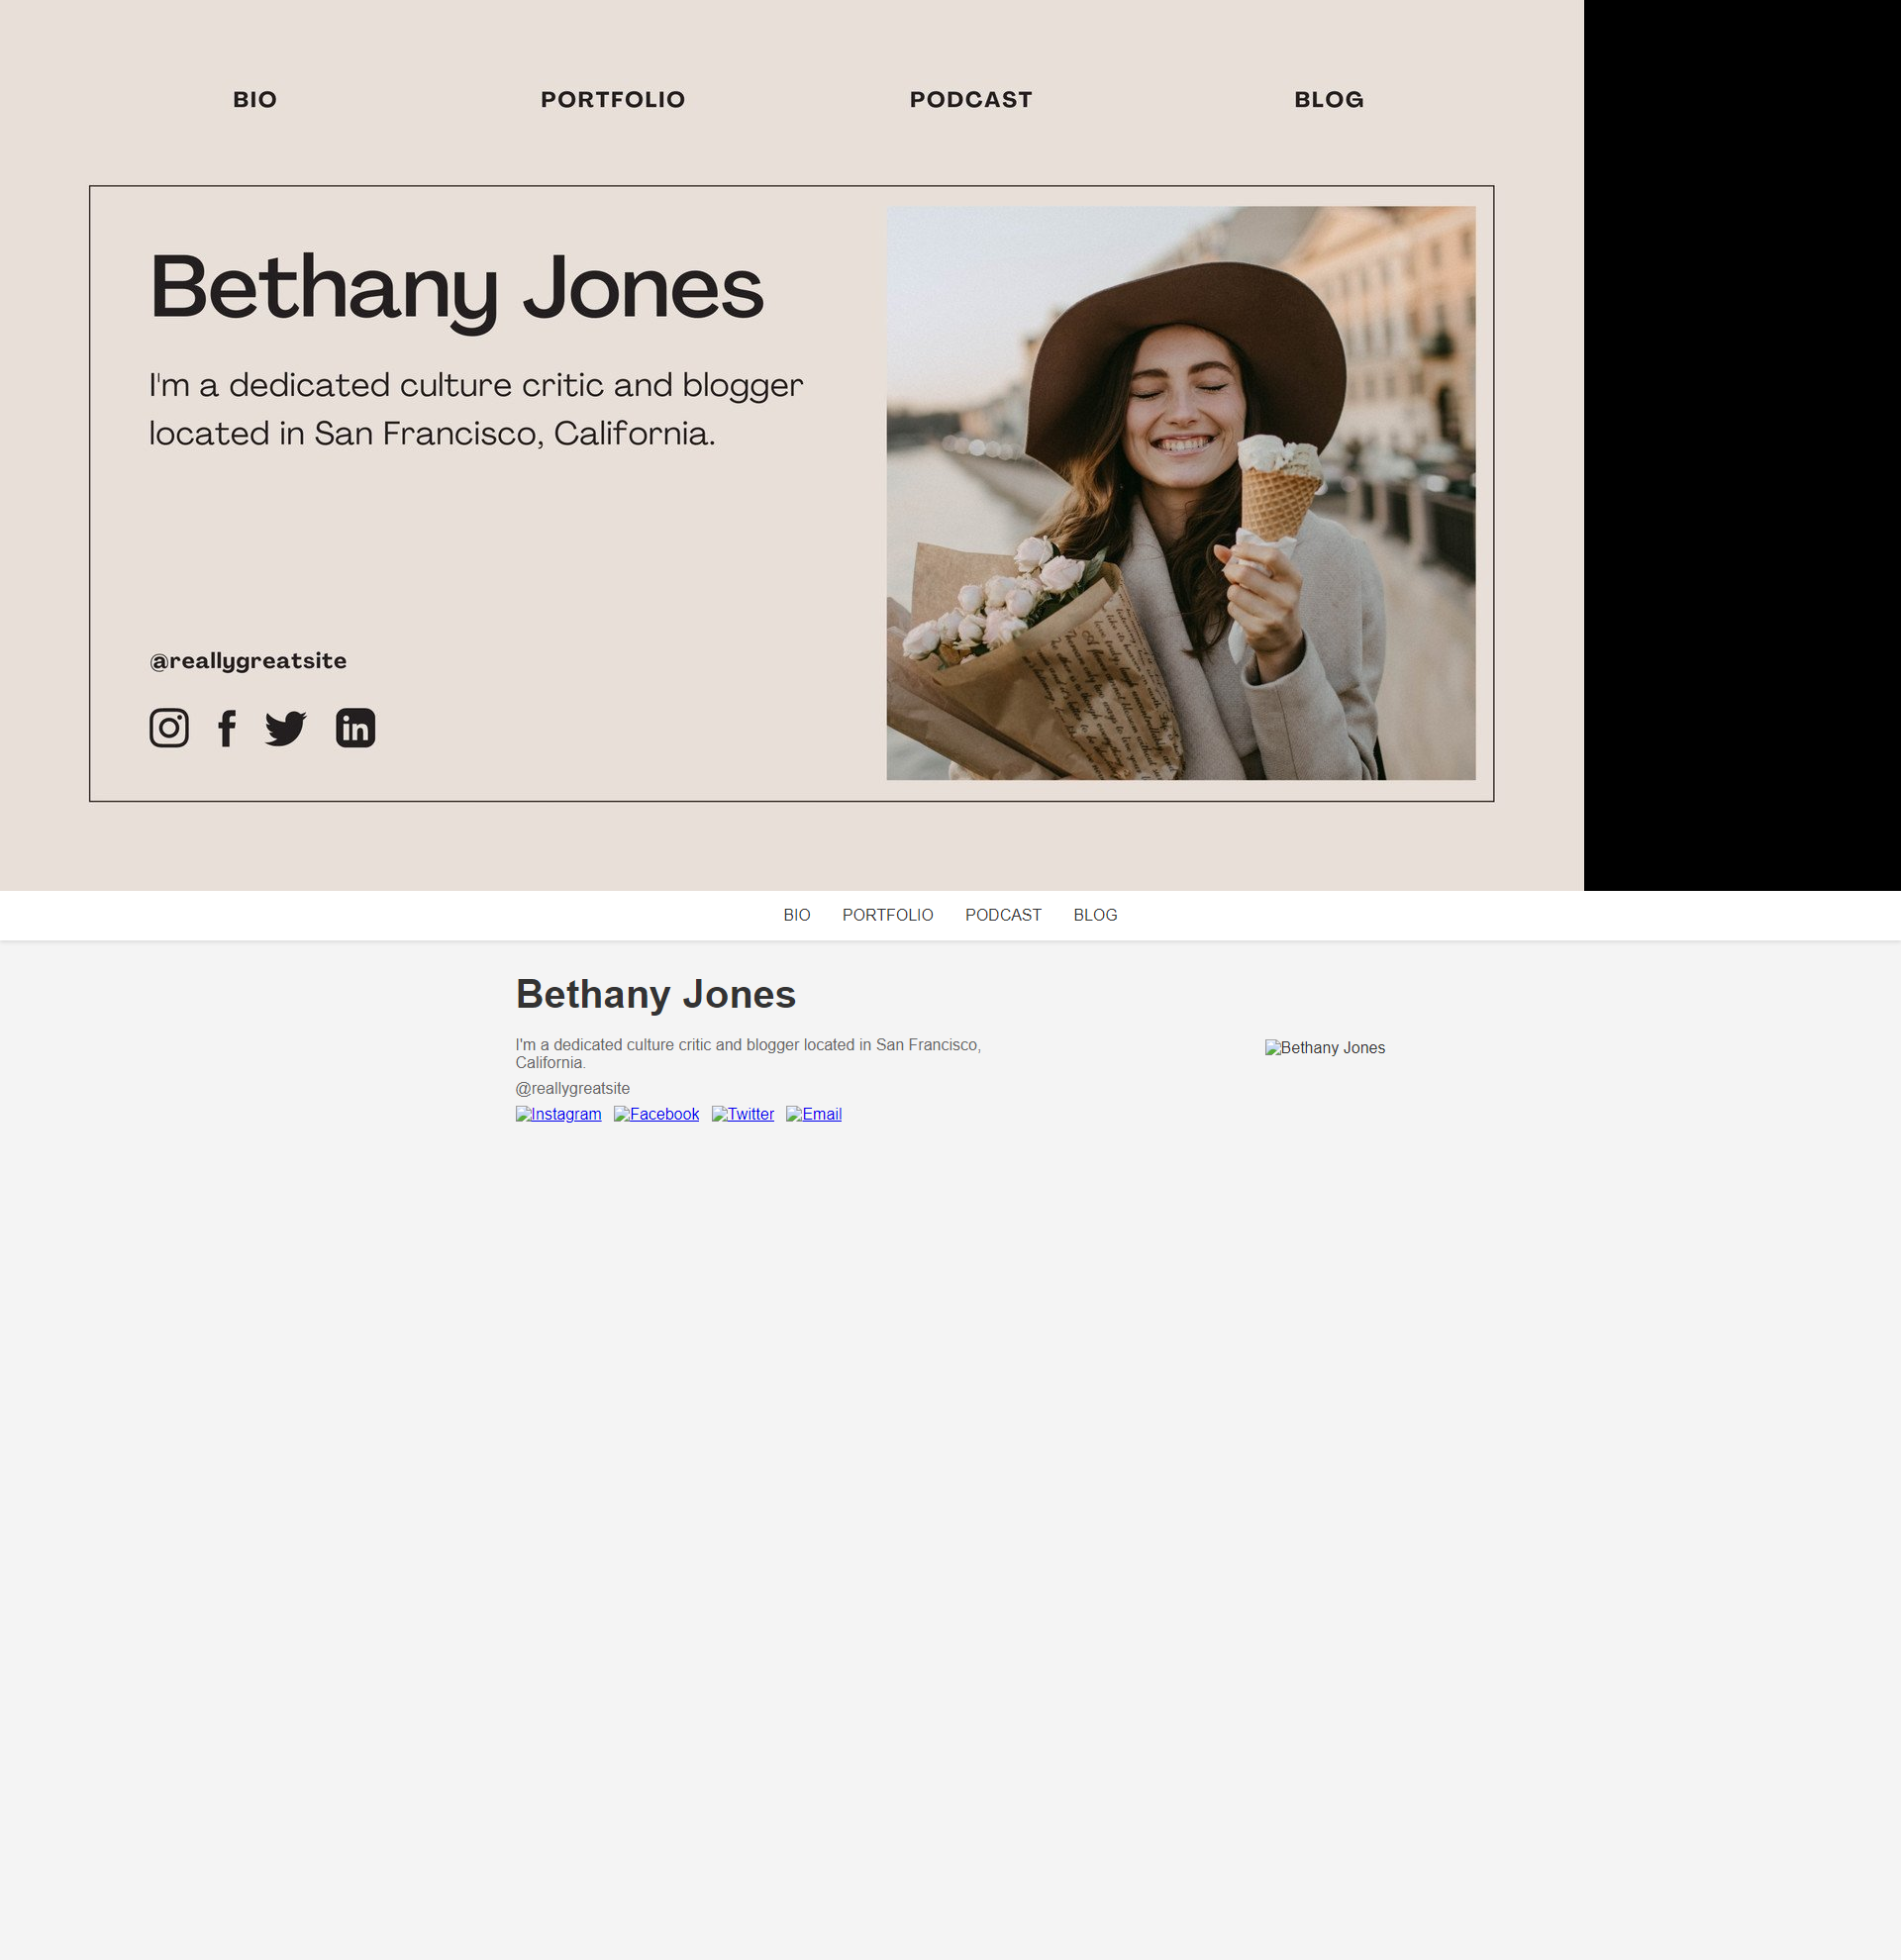 BIO PORTFOLIO PODCAST BLOG
Bethany Jones
I'm a dedicated culture critic and blogger
located in San Francisco, California.
@reallygreatsite
in
BIO PORTFOLIO PODCAST BLOG
Bethany Jones
I'm a dedicated culture critic and blogger located in San Francisco,
California.
Bethany Jones
@reallygreatsite
Instagram Facebook Twitter Email